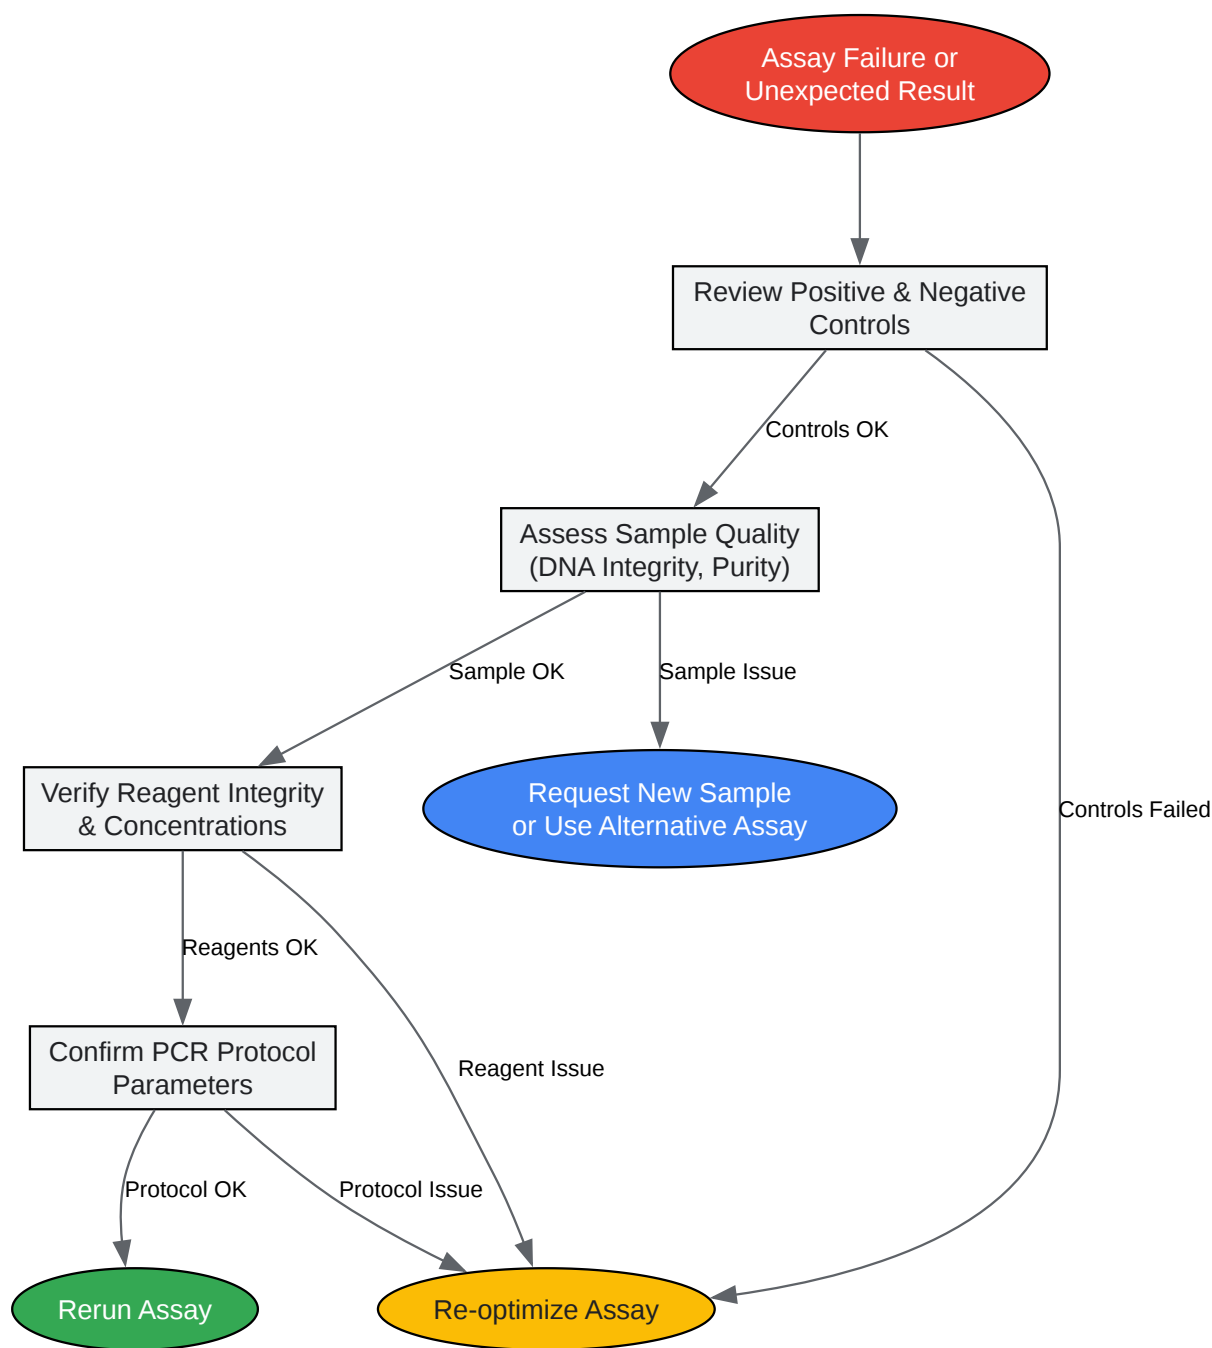 Assay Failure or
Unexpected Result
Review Positive & Negative
Controls
Controls OK
Assess Sample Quality
(DNA Integrity, Purity)
Sample OK
Sample Issue
Verify Reagent Integrity
& Concentrations
Request New Sample
or Use Alternative Assay
Controls Failed
Reagents OK
Confirm PCR Protocol
Parameters
Reagent Issue
Protocol OK
Protocol Issue
Rerun Assay
Re-optimize Assay